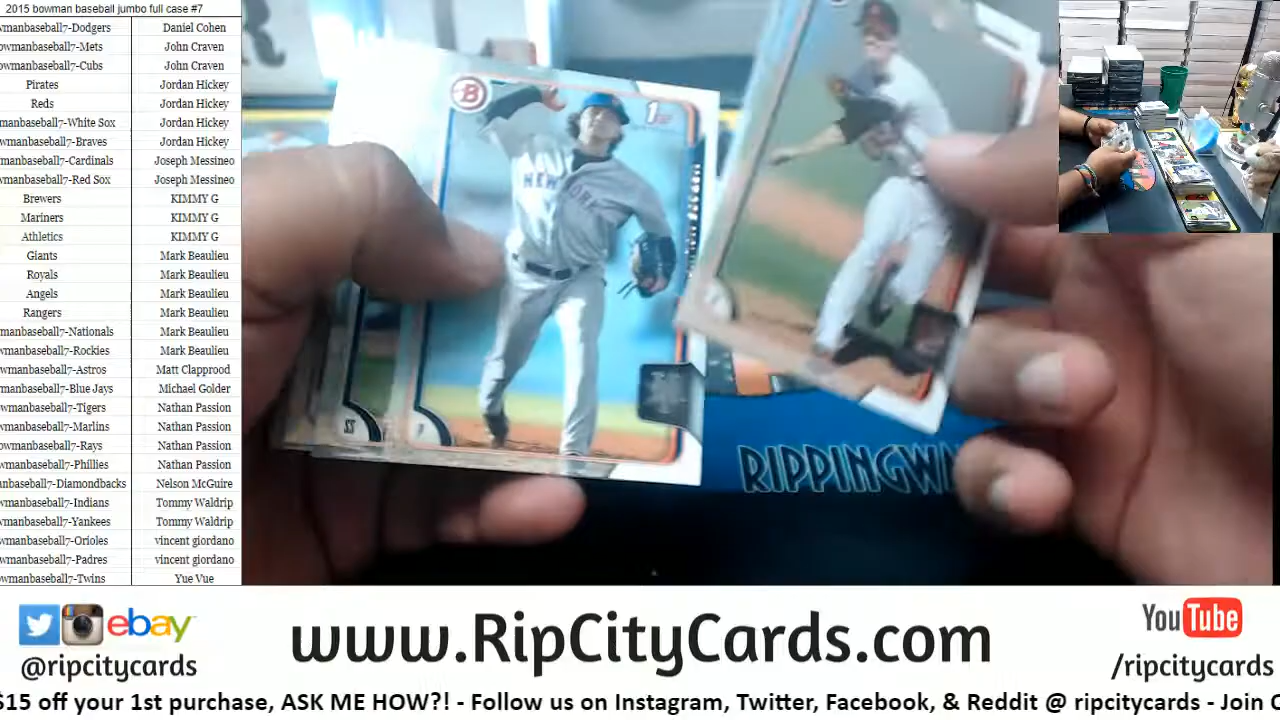 2015 bowman baseball jumbo full case #7
wmanbaseball7-Dodgers Daniel Cohen
owmanbaseball7-Mets John Craven
owmanbaseball7-Cubs John Craven
Pirates Jordan Hickey
Reds Jordan Hickey
manbaseball7-White Sox Jordan Hickey
wmanbaseball7-Braves Jordan Hickey
manbaseball7-Cardinals Joseph Messineo
wmanbaseball7-Red Sox Joseph Messineo
Brewers KIMMY G
Mariners KIMMY G
Athletics KIMMY G
Giants Mark Beaulieu
Royals Mark Beaulieu
Angels Mark Beaulieu
Rangers Mark Beaulieu
manbaseball7-Nationals Mark Beaulieu
wmanbaseball7-Rockies Mark Beaulieu
wmanbaseball7-Astros Matt Clapprood
manbaseball7-Blue Jays Michael Golder
wmanbaseball7-Tigers Nathan Passion
wmanbaseball7-Marlins Nathan Passion
owmanbaseball7-Rays Nathan Passion
wmanbaseball7-Phillies Nathan Passion
anbaseball7-Diamondbacks Nelson McGuire
wmanbaseball7-Indians Tommy Waldrip
wmanbaseball7-Yankees Tommy Waldrip
owmanbaseball7-Orioles vincent giordano
owmanbaseball7-Padres vincent giordano
owmanbaseball7-Twins Yue Vue
B
1st
NEW
SS
RIPPINGW
ebay
@ripcitycards
www.RipCityCards.com
YouTube
/ripcitycards
$15 off your 1st purchase, ASK ME HOW?! - Follow us on Instagram, Twitter, Facebook, & Reddit @ ripcitycards - Join